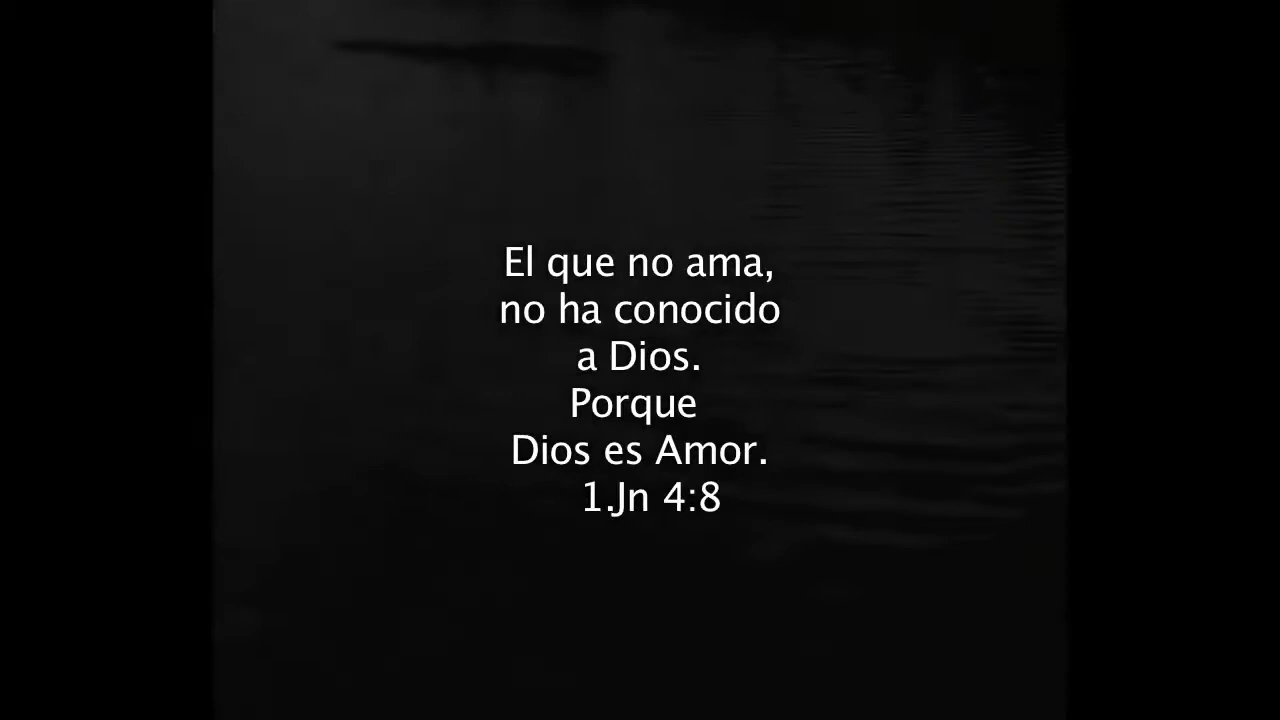 El que no ama,
no ha conocido
a Dios.
Porque
Dios es Amor.
1.Jn 4:8